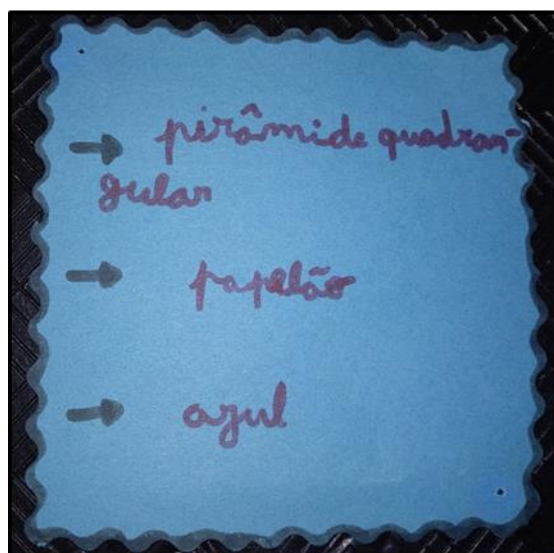 → pirâmide quadran-
gular
→ papelão
→ azul